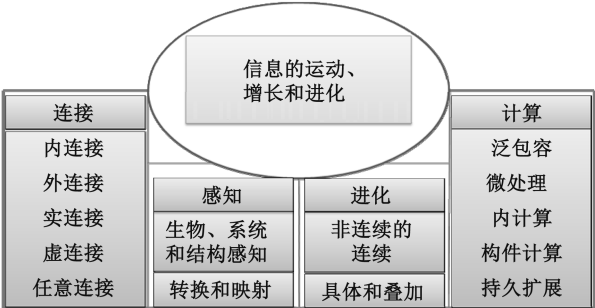 信息的运动、
增长和进化
连接
内连接
外连接
实连接
虚连接
任意连接
感知
生物、系统
和结构感知
转换和映射
进化
非连续的
连续
具体和叠加
计算
泛包容
微处理
内计算
构件计算
持久扩展